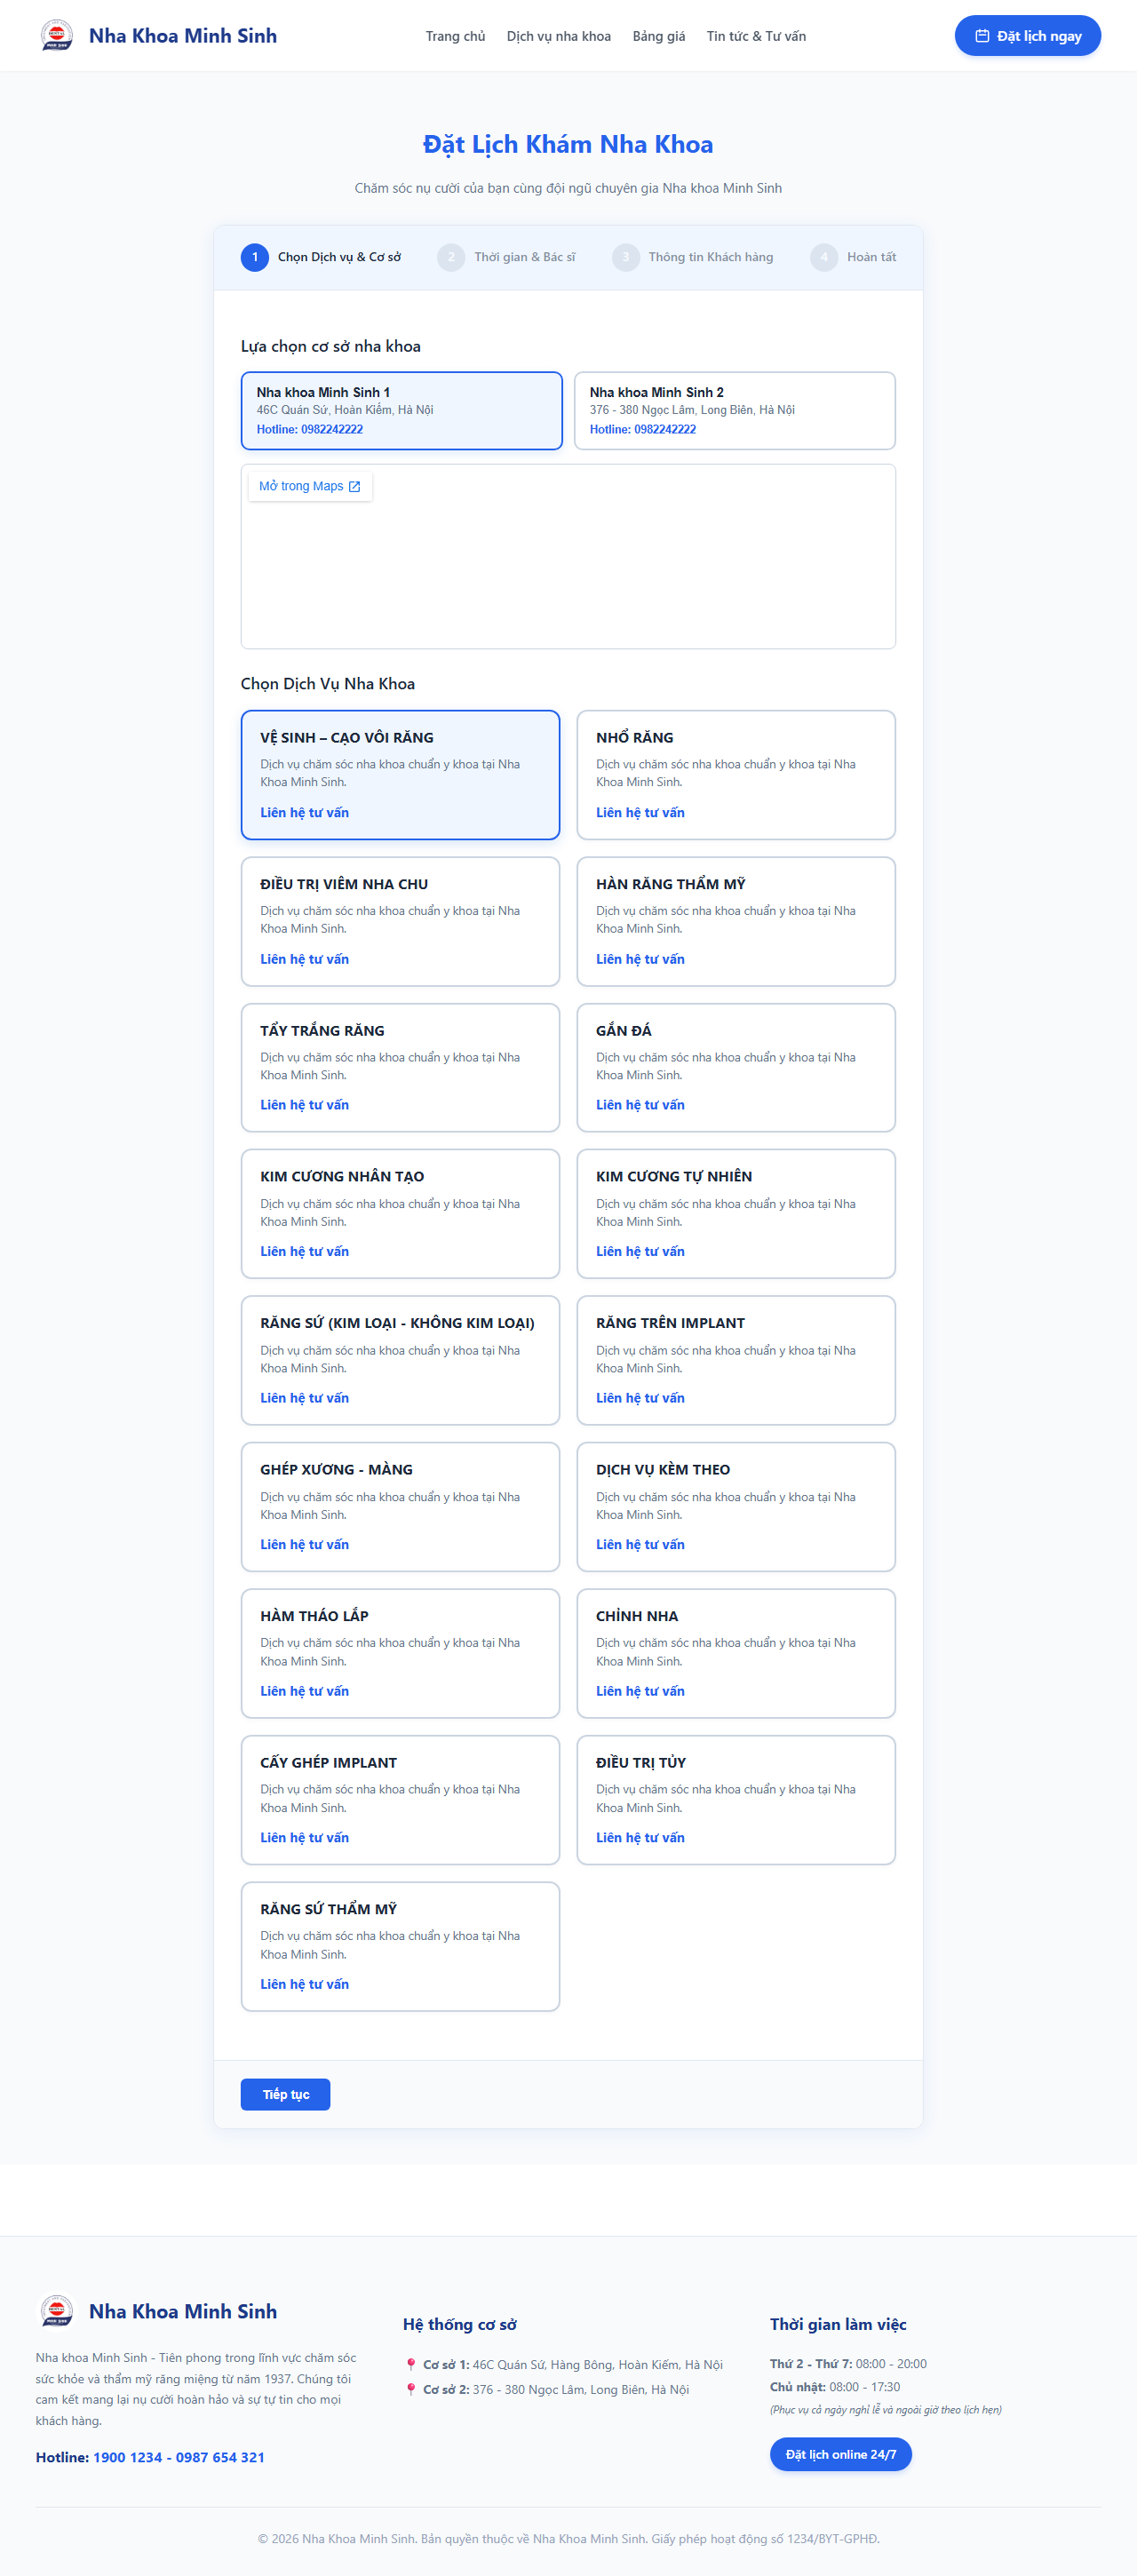 Nha Khoa Minh Sinh
Trang chủ
Dịch vụ nha khoa
Bảng giá
Tin tức & Tư vấn
Đặt lịch ngay
Đặt Lịch Khám Nha Khoa
Chăm sóc nụ cười của bạn cùng đội ngũ chuyên gia Nha khoa Minh Sinh
1 Chọn Dịch vụ & Cơ sở
2 Thời gian & Bác sĩ
3 Thông tin Khách hàng
4 Hoàn tất
Lựa chọn cơ sở nha khoa
Nha khoa Minh Sinh 1
46C Quán Sứ, Hoàn Kiếm, Hà Nội
Hotline: 0982242222
Nha khoa Minh Sinh 2
376 - 380 Ngọc Lâm, Long Biên, Hà Nội
Hotline: 0982242222
Mở trong Maps
Chọn Dịch Vụ Nha Khoa
VỆ SINH – CẠO VÔI RĂNG
Dịch vụ chăm sóc nha khoa chuẩn y khoa tại Nha
Khoa Minh Sinh.
Liên hệ tư vấn
NHỔ RĂNG
Dịch vụ chăm sóc nha khoa chuẩn y khoa tại Nha
Khoa Minh Sinh.
Liên hệ tư vấn
ĐIỀU TRỊ VIÊM NHA CHU
Dịch vụ chăm sóc nha khoa chuẩn y khoa tại Nha
Khoa Minh Sinh.
Liên hệ tư vấn
HÀN RĂNG THẨM MỸ
Dịch vụ chăm sóc nha khoa chuẩn y khoa tại Nha
Khoa Minh Sinh.
Liên hệ tư vấn
TẨY TRẮNG RĂNG
Dịch vụ chăm sóc nha khoa chuẩn y khoa tại Nha
Khoa Minh Sinh.
Liên hệ tư vấn
GẮN ĐÁ
Dịch vụ chăm sóc nha khoa chuẩn y khoa tại Nha
Khoa Minh Sinh.
Liên hệ tư vấn
KIM CƯƠNG NHÂN TẠO
Dịch vụ chăm sóc nha khoa chuẩn y khoa tại Nha
Khoa Minh Sinh.
Liên hệ tư vấn
KIM CƯƠNG TỰ NHIÊN
Dịch vụ chăm sóc nha khoa chuẩn y khoa tại Nha
Khoa Minh Sinh.
Liên hệ tư vấn
RĂNG SỨ (KIM LOẠI - KHÔNG KIM LOẠI)
Dịch vụ chăm sóc nha khoa chuẩn y khoa tại Nha
Khoa Minh Sinh.
Liên hệ tư vấn
RĂNG TRÊN IMPLANT
Dịch vụ chăm sóc nha khoa chuẩn y khoa tại Nha
Khoa Minh Sinh.
Liên hệ tư vấn
GHÉP XƯƠNG - MÀNG
Dịch vụ chăm sóc nha khoa chuẩn y khoa tại Nha
Khoa Minh Sinh.
Liên hệ tư vấn
DỊCH VỤ KÈM THEO
Dịch vụ chăm sóc nha khoa chuẩn y khoa tại Nha
Khoa Minh Sinh.
Liên hệ tư vấn
HÀM THÁO LẮP
Dịch vụ chăm sóc nha khoa chuẩn y khoa tại Nha
Khoa Minh Sinh.
Liên hệ tư vấn
CHỈNH NHA
Dịch vụ chăm sóc nha khoa chuẩn y khoa tại Nha
Khoa Minh Sinh.
Liên hệ tư vấn
CẤY GHÉP IMPLANT
Dịch vụ chăm sóc nha khoa chuẩn y khoa tại Nha
Khoa Minh Sinh.
Liên hệ tư vấn
ĐIỀU TRỊ TỦY
Dịch vụ chăm sóc nha khoa chuẩn y khoa tại Nha
Khoa Minh Sinh.
Liên hệ tư vấn
RĂNG SỨ THẨM MỸ
Dịch vụ chăm sóc nha khoa chuẩn y khoa tại Nha
Khoa Minh Sinh.
Liên hệ tư vấn
Tiếp tục
Nha Khoa Minh Sinh
Nha khoa Minh Sinh - Tiên phong trong lĩnh vực chăm sóc
sức khỏe và thẩm mỹ răng miệng từ năm 1937. Chúng tôi
cam kết mang lại nụ cười hoàn hảo và sự tự tin cho mọi
khách hàng.
Hotline: 1900 1234 - 0987 654 321
Hệ thống cơ sở
Cơ sở 1: 46C Quán Sứ, Hàng Bông, Hoàn Kiếm, Hà Nội
Cơ sở 2: 376 - 380 Ngọc Lâm, Long Biên, Hà Nội
Thời gian làm việc
Thứ 2 - Thứ 7: 08:00 - 20:00
Chủ nhật: 08:00 - 17:30
(Phục vụ cả ngày nghỉ lễ và ngoài giờ theo lịch hẹn)
Đặt lịch online 24/7
© 2026 Nha Khoa Minh Sinh. Bản quyền thuộc về Nha Khoa Minh Sinh. Giấy phép hoạt động số 1234/BYT-GPHĐ.